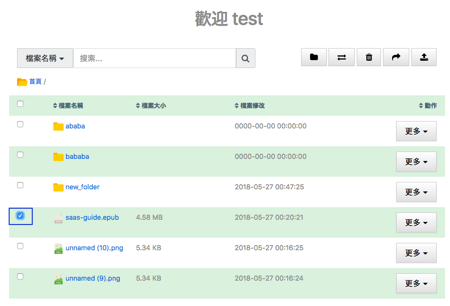 歡迎 test
檔案名稱 搜索...
首頁 /
檔案名稱 檔案大小 檔案修改 動作
ababa 0000-00-00 00:00:00 更多
bababa 0000-00-00 00:00:00 更多
new_folder 2018-05-27 00:47:25 更多
saas-guide.epub 4.58 MB 2018-05-27 00:20:21 更多
unnamed (10).png 5.34 KB 2018-05-27 00:16:25 更多
unnamed (9).png 5.34 KB 2018-05-27 00:16:24 更多